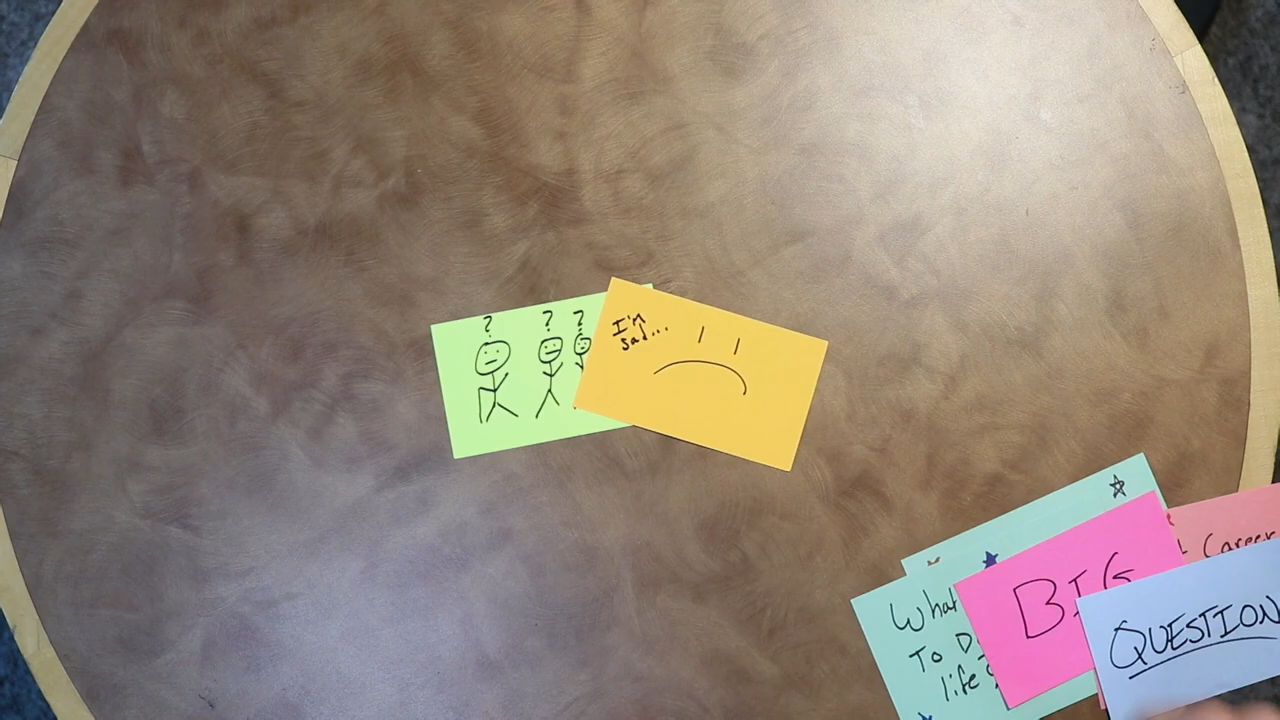 ? ? ?
I'm
sad...
What
To D
life
BIG
Career
QUESTION